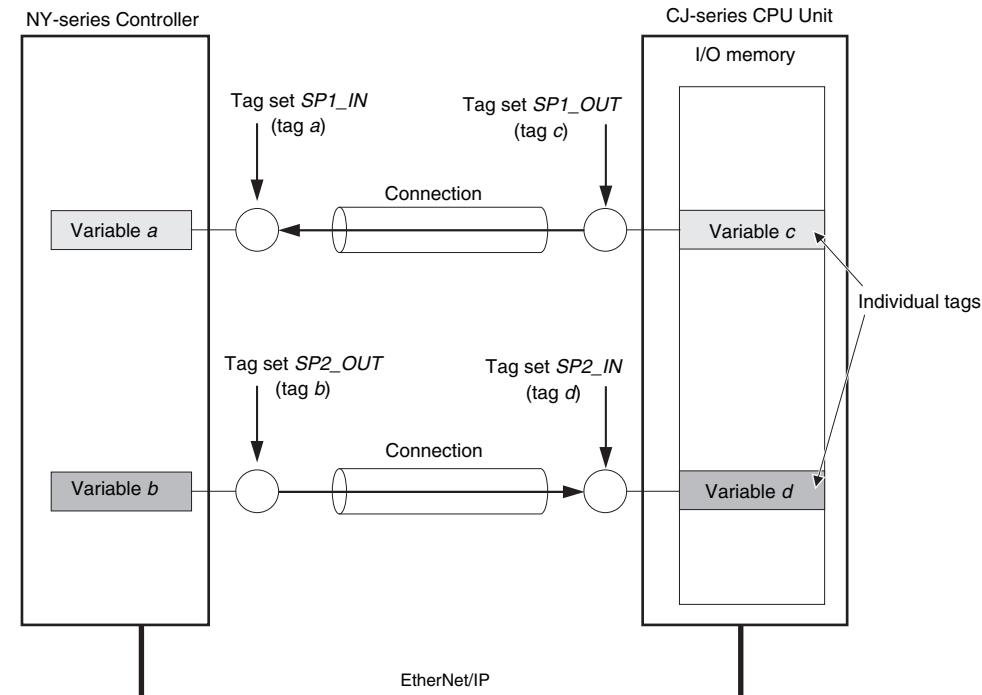 NY-series Controller
CJ-series CPU Unit
I/O memory
Tag set SP1_IN
(tag a)
Tag set SP1_OUT
(tag c)
Connection
Variable a
Variable c
Individual tags
Tag set SP2_OUT
(tag b)
Tag set SP2_IN
(tag d)
Connection
Variable b
Variable d
EtherNet/IP